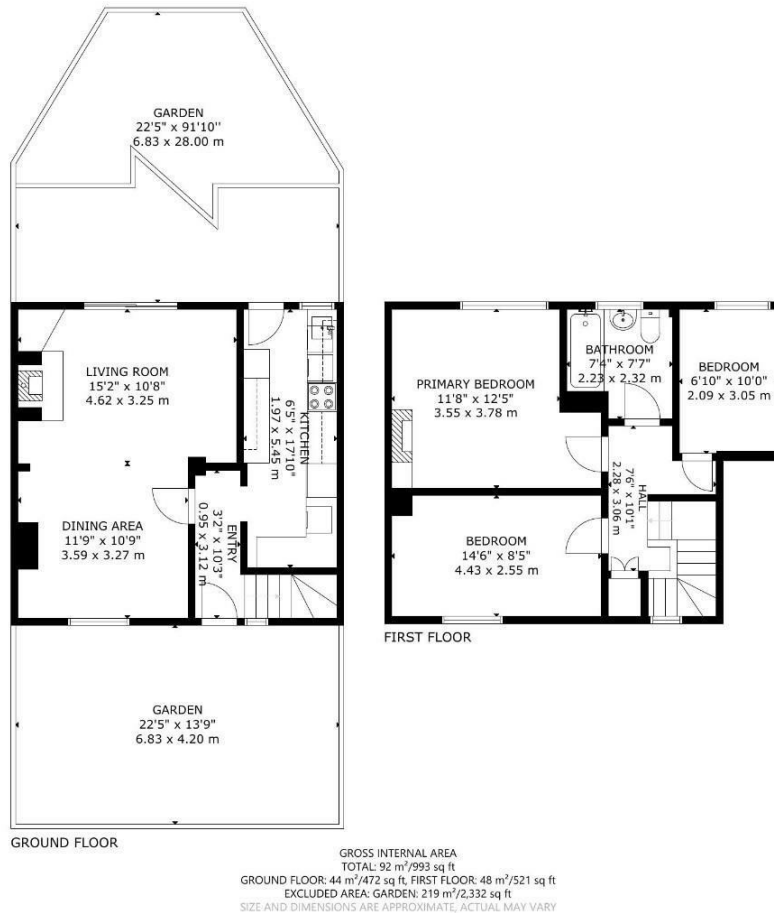 GARDEN
22'5" x 91'10"
6.83 x 28.00 m
LIVING ROOM
15'2" x 10'8"
4.62 x 3.25 m
KITCHEN
6'5" x 17'10"
1.97 x 5.45 m
DINING AREA
11'9" x 10'9"
3.59 x 3.27 m
ENTRY
3'2" x 10'3"
0.95 x 3.12 m
GARDEN
22'5" x 13'9"
6.83 x 4.20 m
GROUND FLOOR
PRIMARY BEDROOM
11'8" x 12'5"
3.55 x 3.78 m
BATHROOM
7'4" x 7'7"
2.23 x 2.32 m
BEDROOM
6'10" x 10'0"
2.09 x 3.05 m
HALL
7'6" x 10'1"
2.28 x 3.06 m
BEDROOM
14'6" x 8'5"
4.43 x 2.55 m
FIRST FLOOR
GROSS INTERNAL AREA
TOTAL: 92 m²/993 sq ft
GROUND FLOOR: 44 m²/472 sq ft, FIRST FLOOR: 48 m²/521 sq ft
EXCLUDED AREA: GARDEN: 219 m²/2,332 sq ft
SIZE AND DIMENSIONS ARE APPROXIMATE, ACTUAL MAY VARY